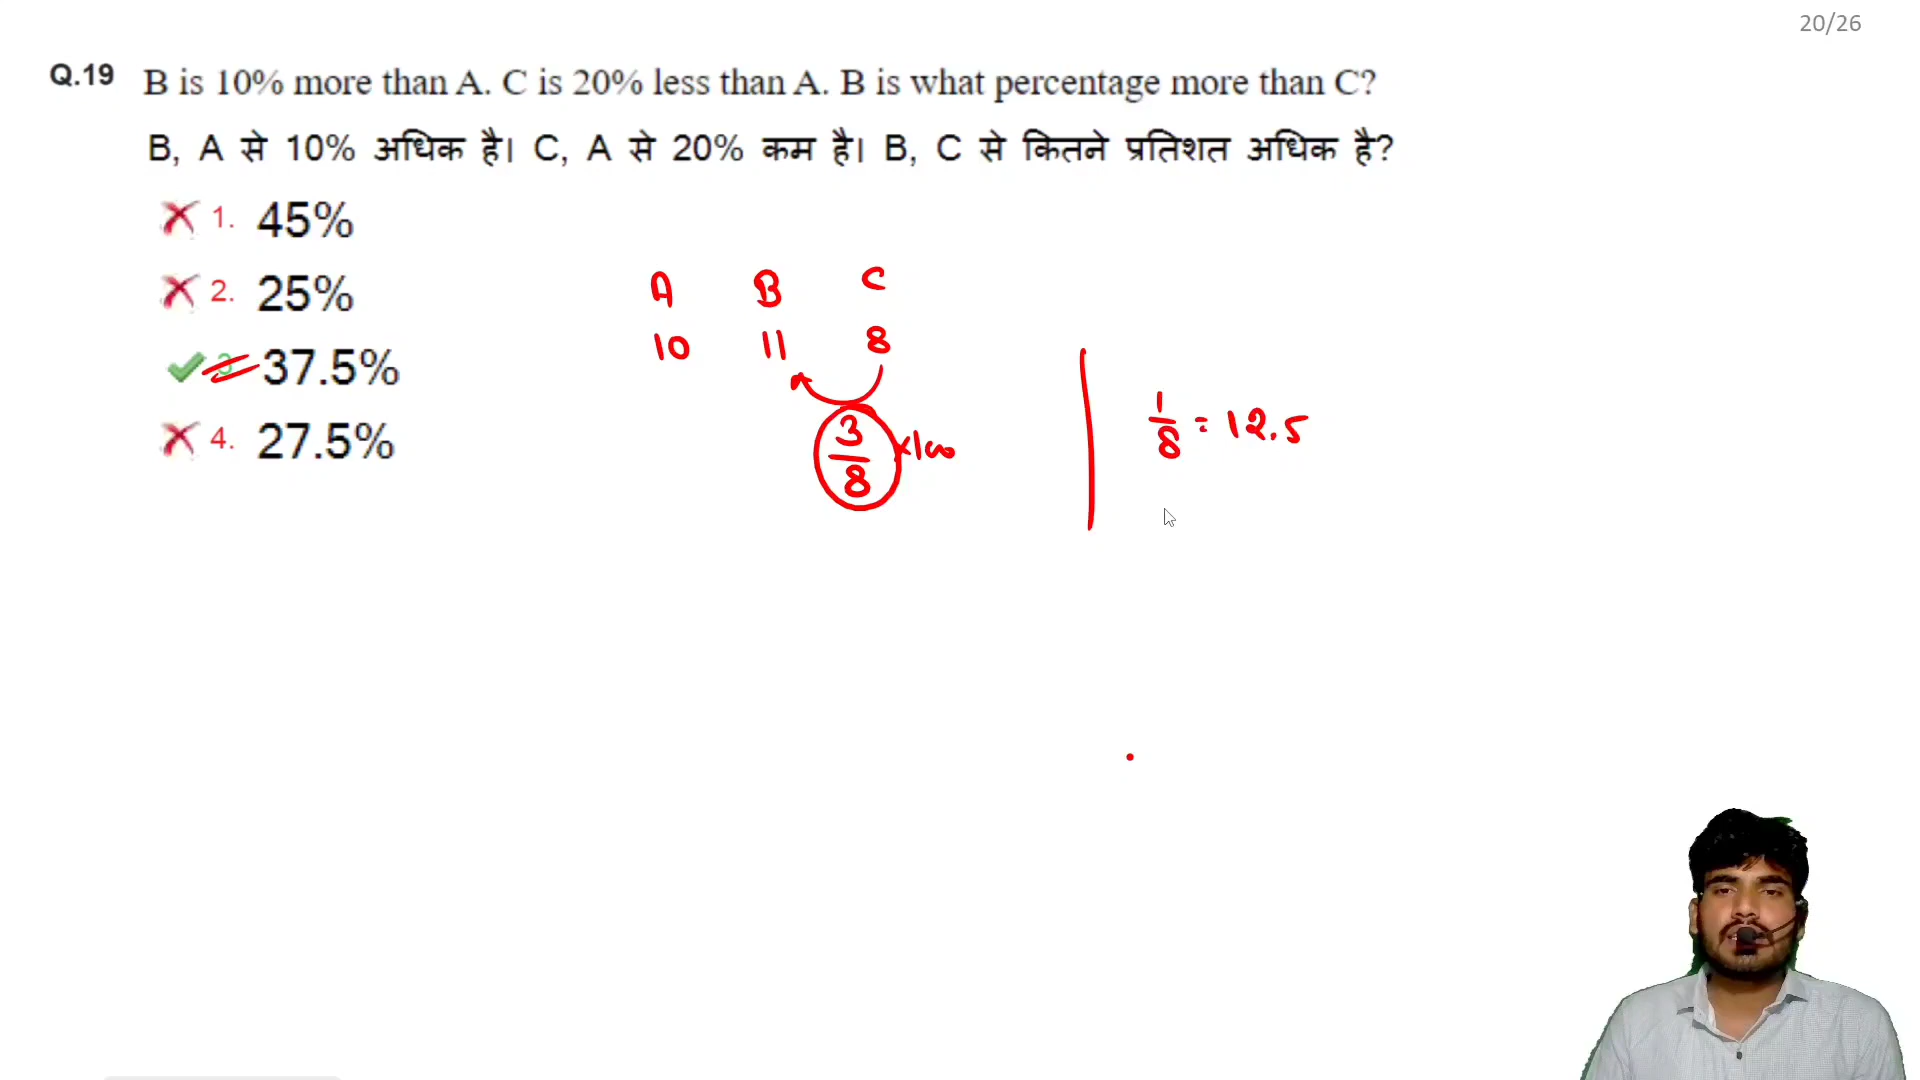 20/26
Q.19 B is 10% more than A. C is 20% less than A. B is what percentage more than C?
B, A से 10% अधिक है। C, A से 20% कम है। B, C से कितने प्रतिशत अधिक है?
1. 45%
2. 25%
3. 37.5%
4. 27.5%
A B C
10 11 8
3/8 ×100
1/8 = 12.5